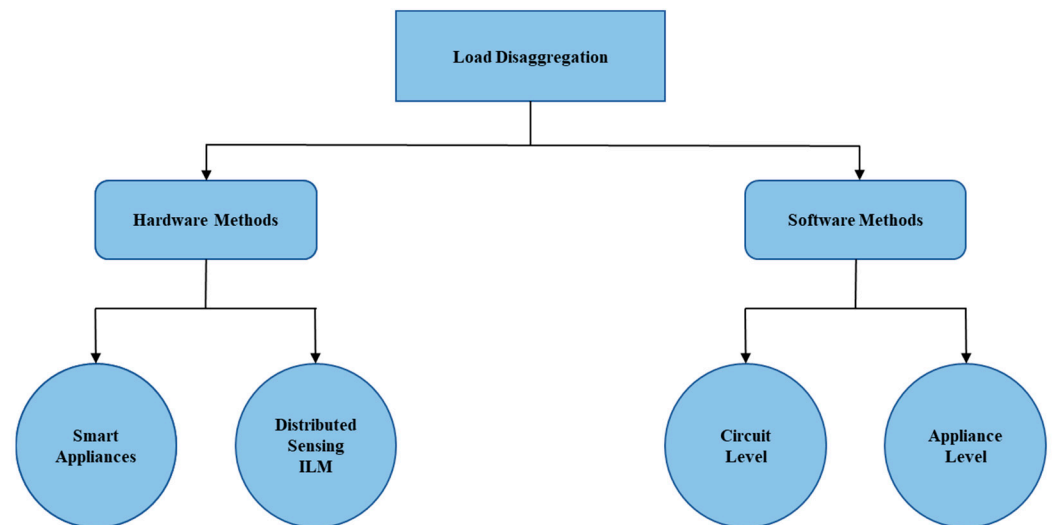 Load Disaggregation
Hardware Methods
Software Methods
Smart
Appliances
Distributed
Sensing
ILM
Circuit
Level
Appliance
Level